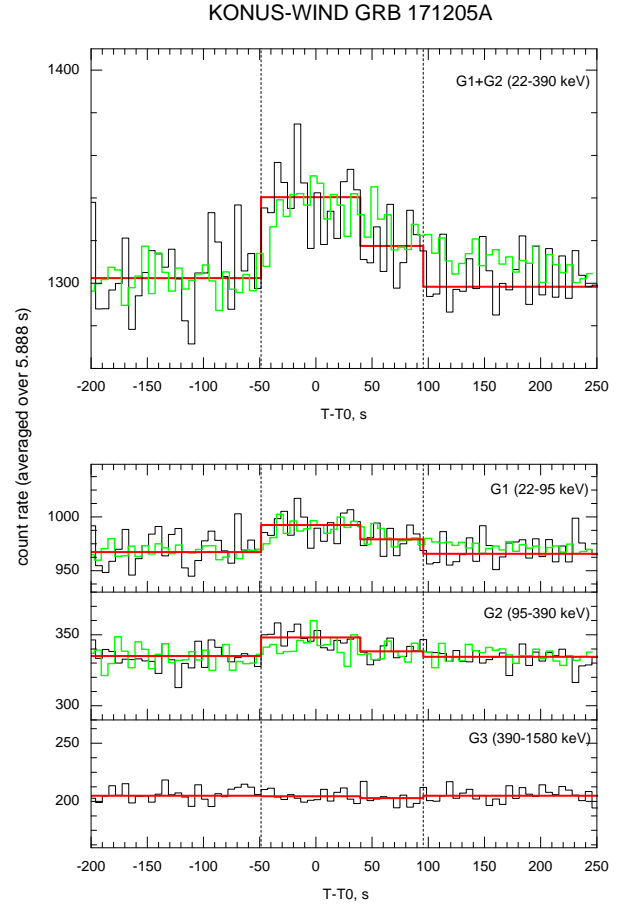 KONUS-WIND GRB 171205A
G1+G2 (22-390 keV)
1400
1300
-200 -150 -100 -50 0 50 100 150 200 250
T-T0, s
count rate (averaged over 5.888 s)
G1 (22-95 keV)
1000
950
G2 (95-390 keV)
350
300
G3 (390-1580 keV)
250
200
-200 -150 -100 -50 0 50 100 150 200 250
T-T0, s